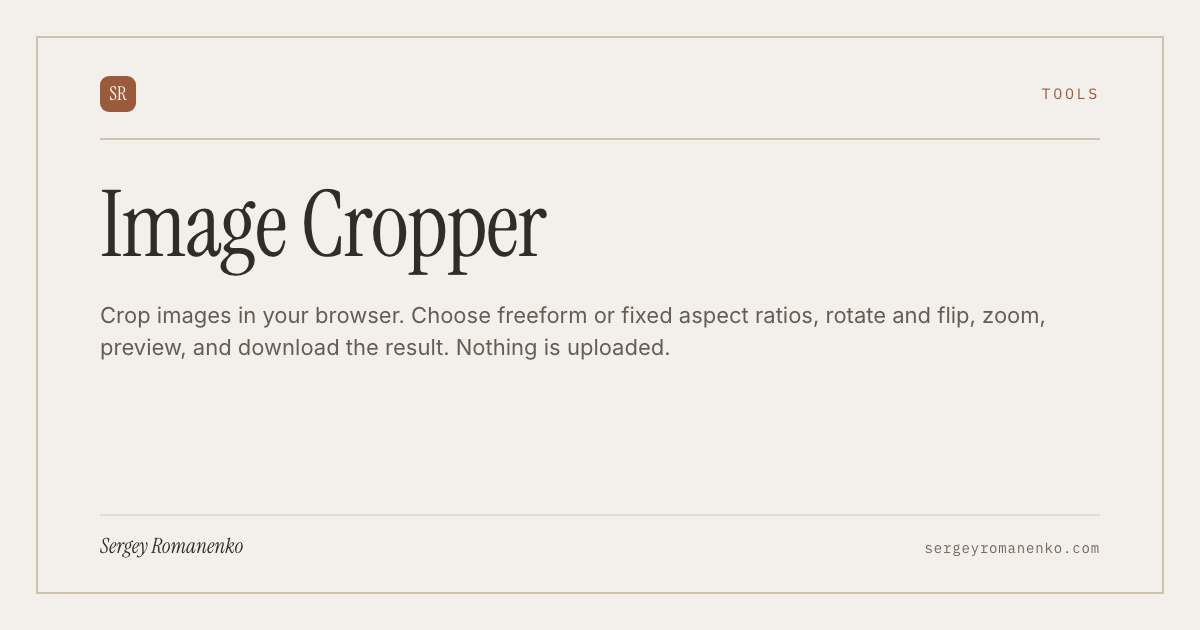 SR
TOOLS
Image Cropper
Crop images in your browser. Choose freeform or fixed aspect ratios, rotate and flip, zoom,
preview, and download the result. Nothing is uploaded.
Sergey Romanenko
sergeyromanenko.com